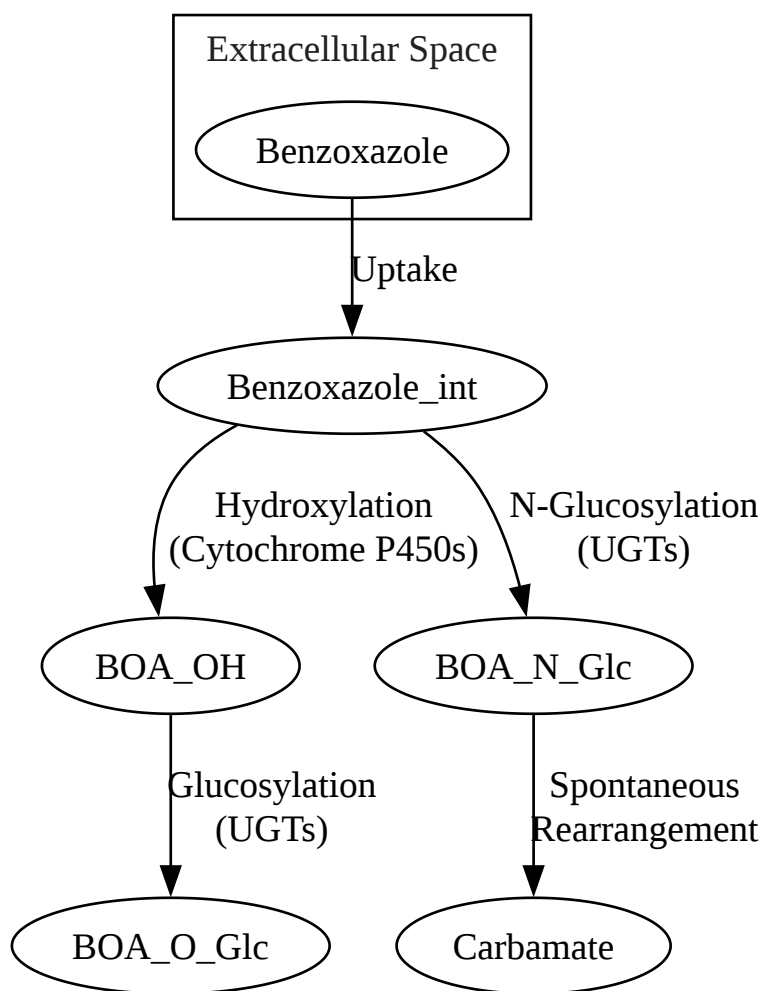 Extracellular Space
Benzoxazole
Uptake
Benzoxazole_int
Hydroxylation
(Cytochrome P450s)
N-Glucosylation
(UGTs)
BOA_OH
BOA_N_Glc
Glucosylation
(UGTs)
Spontaneous
Rearrangement
BOA_O_Glc
Carbamate